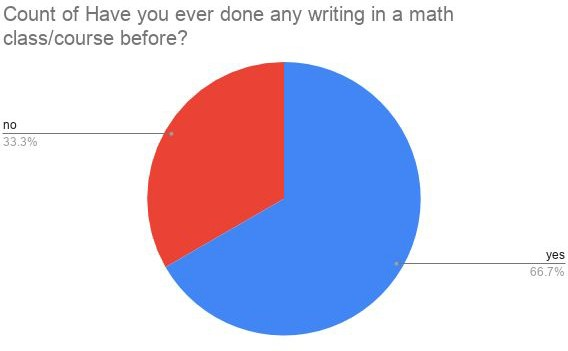 Count of Have you ever done any writing in a math
class/course before?
no
33.3%
yes
66.7%